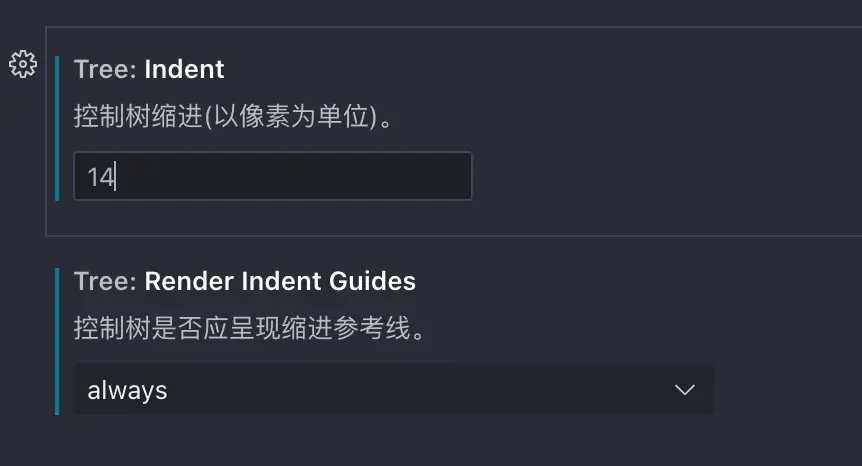 Tree: Indent
控制树缩进(以像素为单位)。
14
Tree: Render Indent Guides
控制树是否应呈现缩进参考线。
always